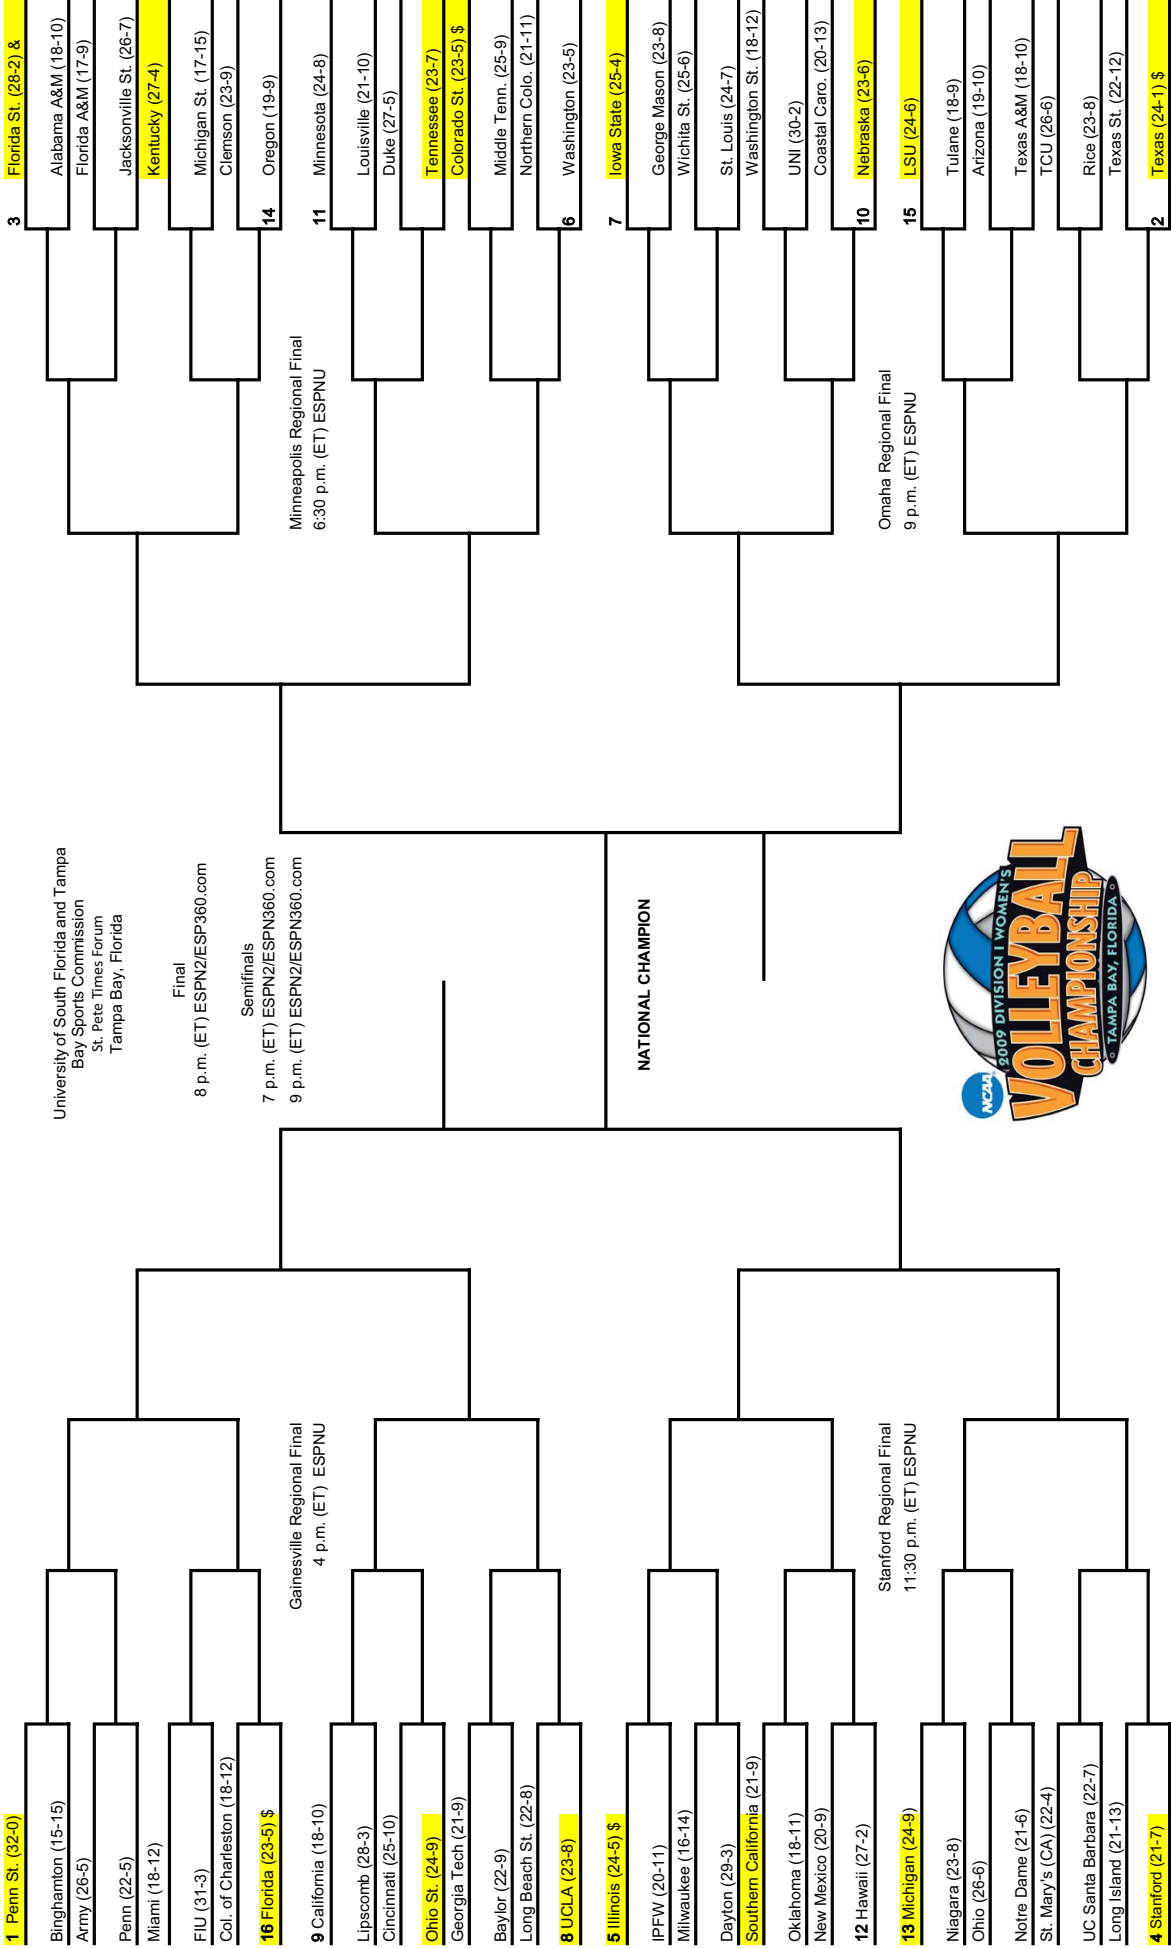 1 Penn St. (32-0)
Binghamton (15-15)
Army (26-5)
Penn (22-5)
Miami (18-12)
FIU (31-3)
Col. of Charleston (18-12)
16 Florida (23-5) $
9 California (18-10)
Lipscomb (28-3)
Cincinnati (25-10)
Ohio St. (24-9)
Georgia Tech (21-9)
Baylor (22-9)
Long Beach St. (22-8)
8 UCLA (23-8)
5 Illinois (24-5) $
IPFW (20-11)
Milwaukee (16-14)
Dayton (29-3)
Southern California (21-9)
Oklahoma (18-11)
New Mexico (20-9)
12 Hawaii (27-2)
13 Michigan (24-9)
Niagara (23-8)
Ohio (26-6)
Notre Dame (21-6)
St. Mary's (CA) (22-4)
UC Santa Barbara (22-7)
Long Island (21-13)
4 Stanford (21-7)
Gainesville Regional Final
4 p.m. (ET) ESPNU
Stanford Regional Final
11:30 p.m. (ET) ESPNU
University of South Florida and Tampa
Bay Sports Commission
St. Pete Times Forum
Tampa Bay, Florida
Final
8 p.m. (ET) ESPN2/ESP360.com
Semifinals
7 p.m. (ET) ESPN2/ESPN360.com
9 p.m. (ET) ESPN2/ESPN360.com
NATIONAL CHAMPION
NCAA
2009 DIVISION I WOMEN'S
VOLLEYBALL
CHAMPIONSHIP
TAMPA BAY, FLORIDA
Minneapolis Regional Final
6:30 p.m. (ET) ESPNU
Omaha Regional Final
9 p.m. (ET) ESPNU
3 Florida St. (28-2) &
Alabama A&M (18-10)
Florida A&M (17-9)
Jacksonville St. (26-7)
Kentucky (27-4)
Michigan St. (17-15)
Clemson (23-9)
14 Oregon (19-9)
11 Minnesota (24-8)
Louisville (21-10)
Duke (27-5)
Tennessee (23-7)
Colorado St. (23-5) $
Middle Tenn. (25-9)
Northern Colo. (21-11)
6 Washington (23-5)
7 Iowa State (25-4)
George Mason (23-8)
Wichita St. (25-6)
St. Louis (24-7)
Washington St. (18-12)
UNI (30-2)
Coastal Caro. (20-13)
10 Nebraska (23-6)
15 LSU (24-6)
Tulane (18-9)
Arizona (19-10)
Texas A&M (18-10)
TCU (26-6)
Rice (23-8)
Texas St. (22-12)
2 Texas (24-1) $